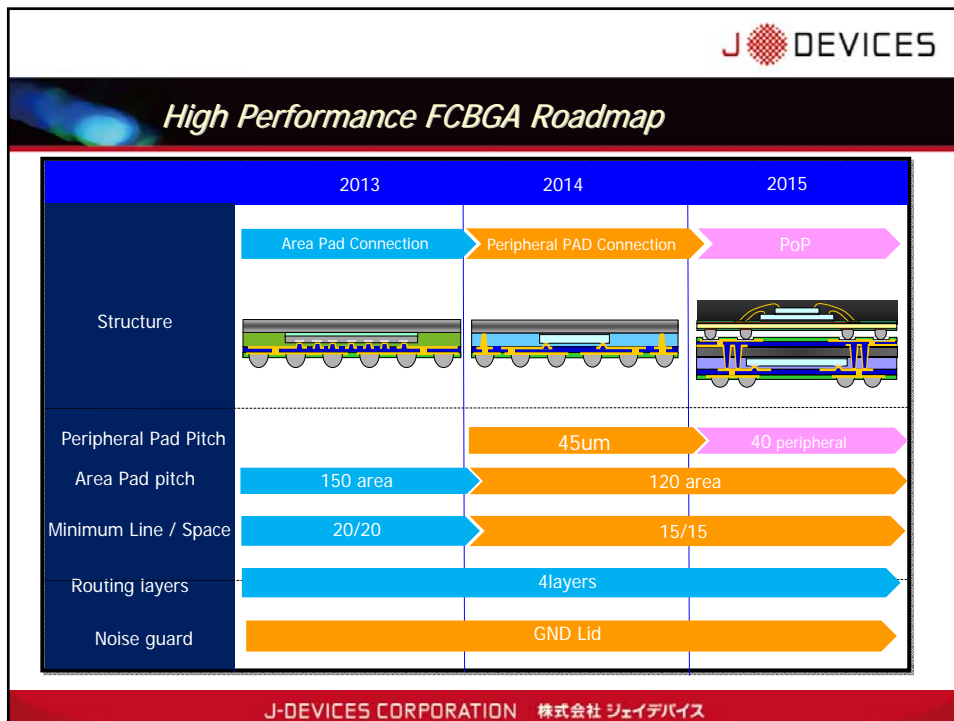 J DEVICES
High Performance FCBGA Roadmap
2013 2014 2015
Area Pad Connection Peripheral PAD Connection PoP
Structure
Peripheral Pad Pitch 45um 40 peripheral
Area Pad pitch 150 area 120 area
Minimum Line / Space 20/20 15/15
Routing layers 4layers
Noise guard GND Lid
J-DEVICES CORPORATION 株式会社 ジェイデバイス